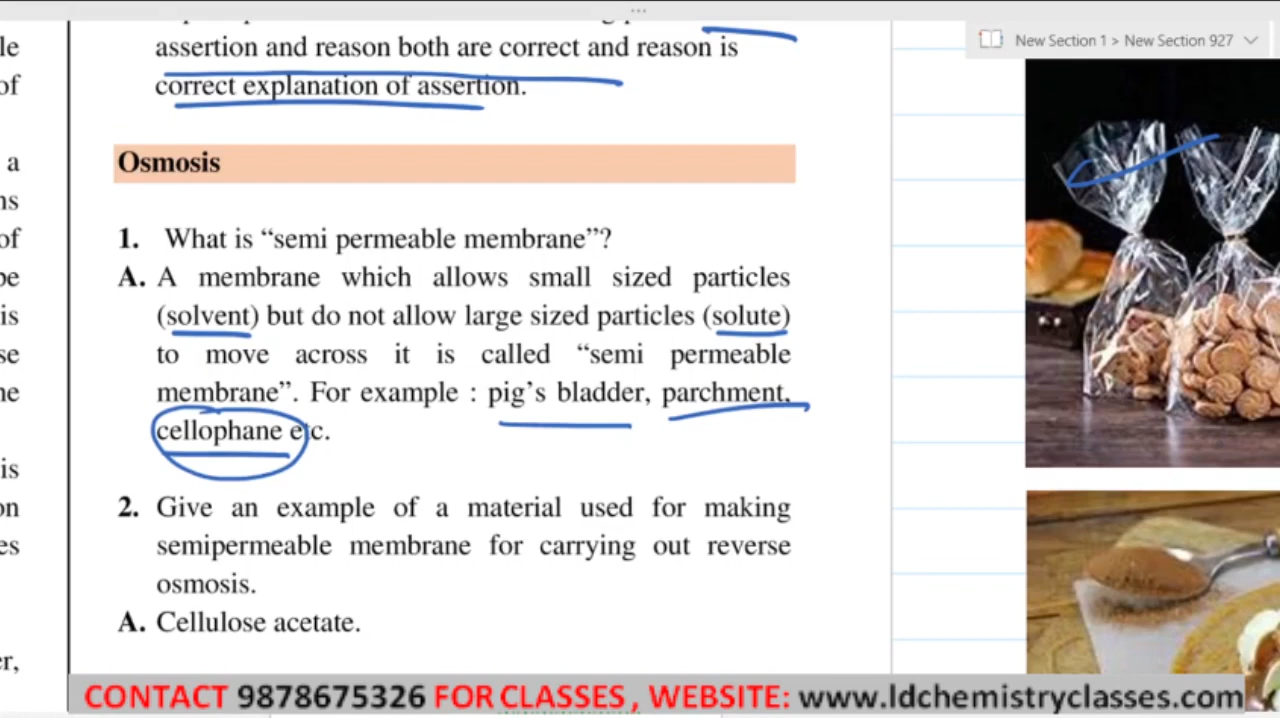 assertion and reason both are correct and reason is
correct explanation of assertion.
Osmosis
1. What is “semi permeable membrane”?
A. A membrane which allows small sized particles
(solvent) but do not allow large sized particles (solute)
to move across it is called “semi permeable
membrane”. For example : pig’s bladder, parchment,
cellophane etc.
2. Give an example of a material used for making
semipermeable membrane for carrying out reverse
osmosis.
A. Cellulose acetate.
New Section 1 > New Section 927
CONTACT 9878675326 FOR CLASSES , WEBSITE: www.ldchemistryclasses.com